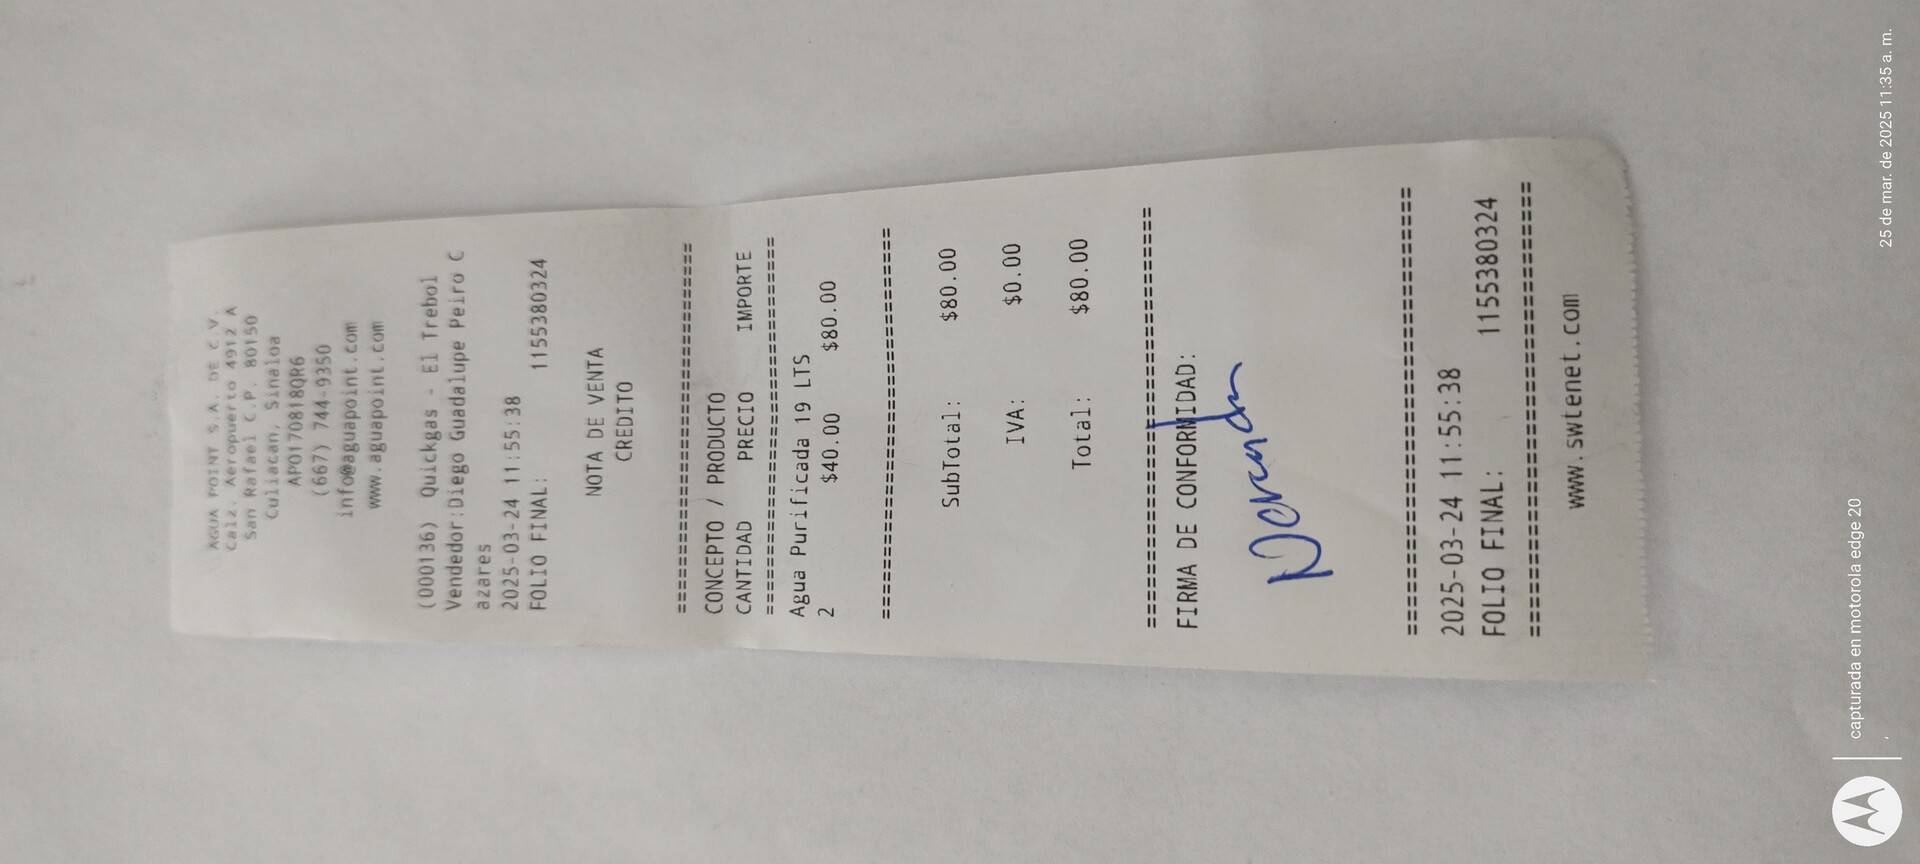 AGUA POINT S.A. DE C.V.
Calz. Aeropuerto 4912 A
San Rafael C.P. 80150
Culiacan, Sinaloa
APO170818QR6
(667) 744-9350
info@aguapoint.com
www.aguapoint.com
(000136) Quickgas - El Trebol
Vendedor:Diego Guadalupe Peiro C
azares
2025-03-24 11:55:38
FOLIO FINAL: 1155380324
NOTA DE VENTA
CREDITO
================================
CONCEPTO / PRODUCTO
CANTIDAD PRECIO IMPORTE
================================
Agua Purificada 19 LTS
2 $40.00 $80.00
================================
SubTotal: $80.00
IVA: $0.00
Total: $80.00
================================
FIRMA DE CONFORMIDAD:
================================
2025-03-24 11:55:38
FOLIO FINAL: 1155380324
================================
www.swtenet.com
capturada en motorola edge 20
25 de mar. de 2025 11:35 a. m.